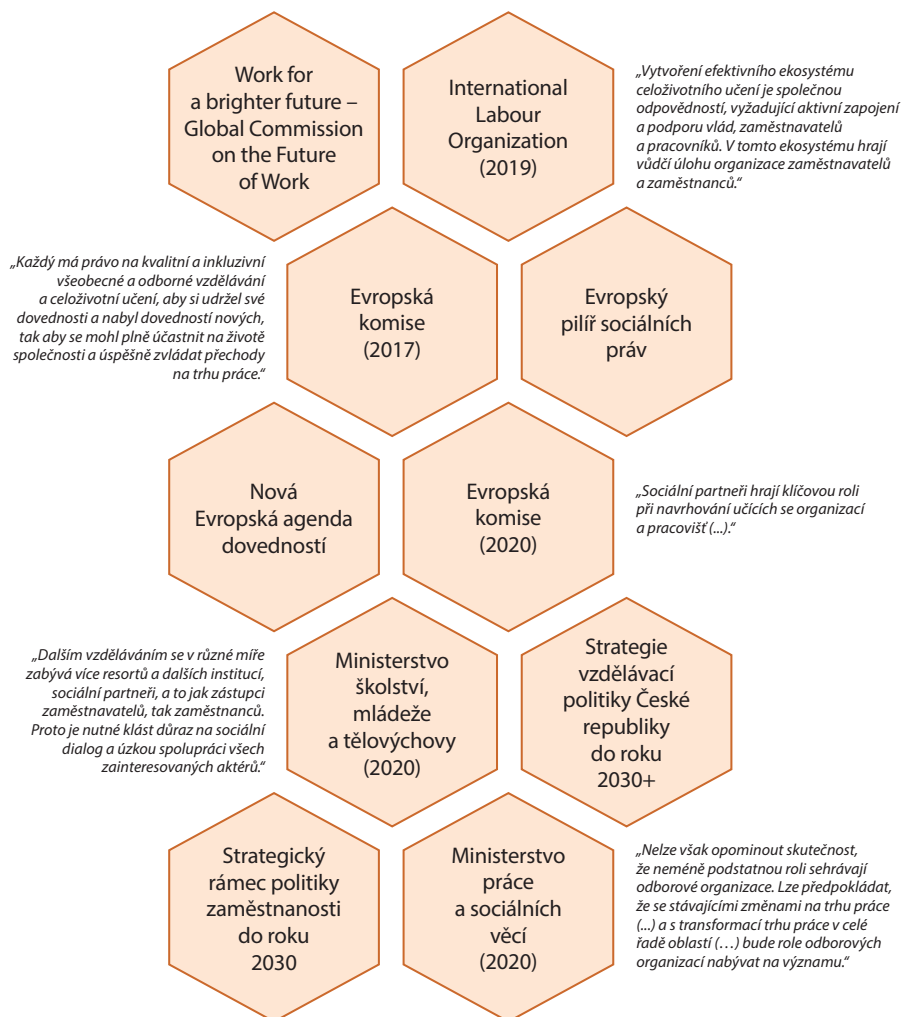 Work for
a brighter future –
Global Commission
on the Future
of Work
International
Labour
Organization
(2019)
„Vytvoření efektivního ekosystému
celoživotního učení je společnou
odpovědností, vyžadující aktivní zapojení
a podporu vlád, zaměstnavatelů
a pracovníků. V tomto ekosystému hrají
vůdčí úlohu organizace zaměstnavatelů
a zaměstnanců.“
„Každý má právo na kvalitní a inkluzivní
všeobecné a odborné vzdělávání
a celoživotní učení, aby si udržel své
dovednosti a nabyl dovedností nových,
tak aby se mohl plně účastnit na životě
společnosti a úspěšně zvládat přechody
na trhu práce.“
Evropská
komise
(2017)
Evropský
pilíř sociálních
práv
Nová
Evropská agenda
dovedností
Evropská
komise
(2020)
„Sociální partneři hrají klíčovou roli
při navrhování učících se organizací
a pracovišť (...).“
„Dalším vzděláváním se v různé míře
zabývá více resortů a dalších institucí,
sociální partneři, a to jak zástupci
zaměstnavatelů, tak zaměstnanců.
Proto je nutné klást důraz na sociální
dialog a úzkou spolupráci všech
zainteresovaných aktérů.“
Ministerstvo
školství,
mládeže
a tělovýchovy
(2020)
Strategie
vzdělávací
politiky České
republiky
do roku
2030+
Strategický
rámec politiky
zaměstnanosti
do roku
2030
Ministerstvo
práce
a sociálních
věcí
(2020)
„Nelze však opominout skutečnost,
že neméně podstatnou roli sehrávají
odborové organizace. Lze předpokládat,
že se stávajícími změnami na trhu práce
(...) a s transformací trhu práce v celé
řadě oblastí (…) bude role odborových
organizací nabývat na významu.“